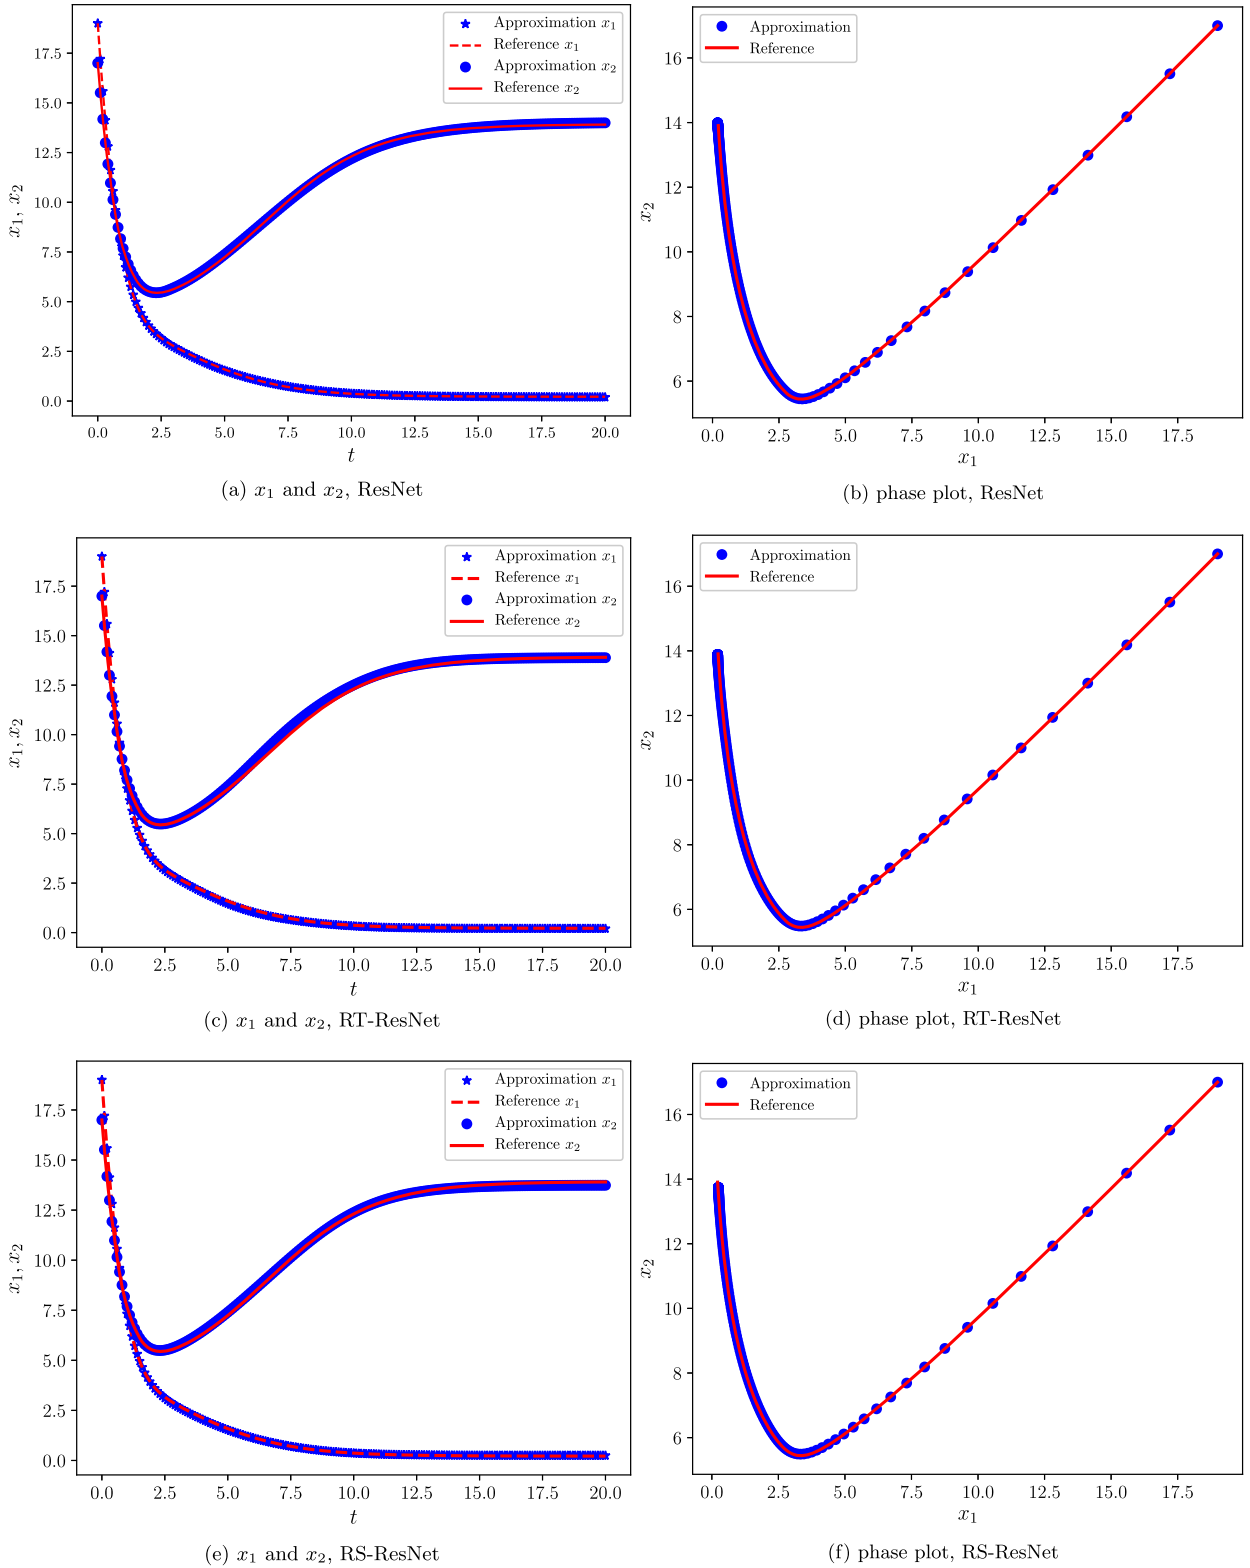 17.5
15.0
12.5
10.0
7.5
5.0
2.5
0.0
x₁, x₂
0.0 2.5 5.0 7.5 10.0 12.5 15.0 17.5 20.0
t
Approximation x₁
Reference x₁
Approximation x₂
Reference x₂
(a) x₁ and x₂, ResNet
16
14
12
10
8
6
x₂
0.0 2.5 5.0 7.5 10.0 12.5 15.0 17.5
x₁
Approximation
Reference
(b) phase plot, ResNet
17.5
15.0
12.5
10.0
7.5
5.0
2.5
0.0
x₁, x₂
0.0 2.5 5.0 7.5 10.0 12.5 15.0 17.5 20.0
t
Approximation x₁
Reference x₁
Approximation x₂
Reference x₂
(c) x₁ and x₂, RT-ResNet
16
14
12
10
8
6
x₂
0.0 2.5 5.0 7.5 10.0 12.5 15.0 17.5
x₁
Approximation
Reference
(d) phase plot, RT-ResNet
17.5
15.0
12.5
10.0
7.5
5.0
2.5
0.0
x₁, x₂
0.0 2.5 5.0 7.5 10.0 12.5 15.0 17.5 20.0
t
Approximation x₁
Reference x₁
Approximation x₂
Reference x₂
(e) x₁ and x₂, RS-ResNet
16
14
12
10
8
6
x₂
0.0 2.5 5.0 7.5 10.0 12.5 15.0 17.5
x₁
Approximation
Reference
(f) phase plot, RS-ResNet